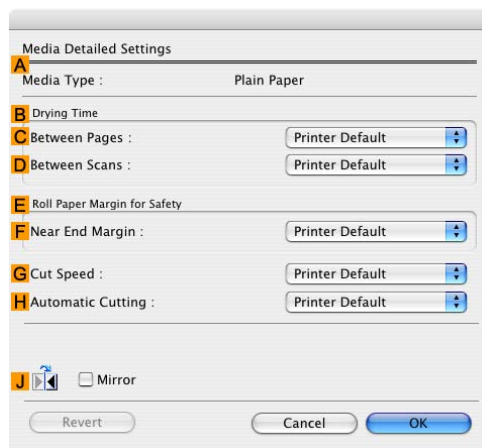 Media Detailed Settings
A
Media Type : Plain Paper
B Drying Time
C Between Pages : Printer Default
D Between Scans : Printer Default
E Roll Paper Margin for Safety
F Near End Margin : Printer Default
G Cut Speed : Printer Default
H Automatic Cutting : Printer Default
J Mirror
Revert Cancel OK